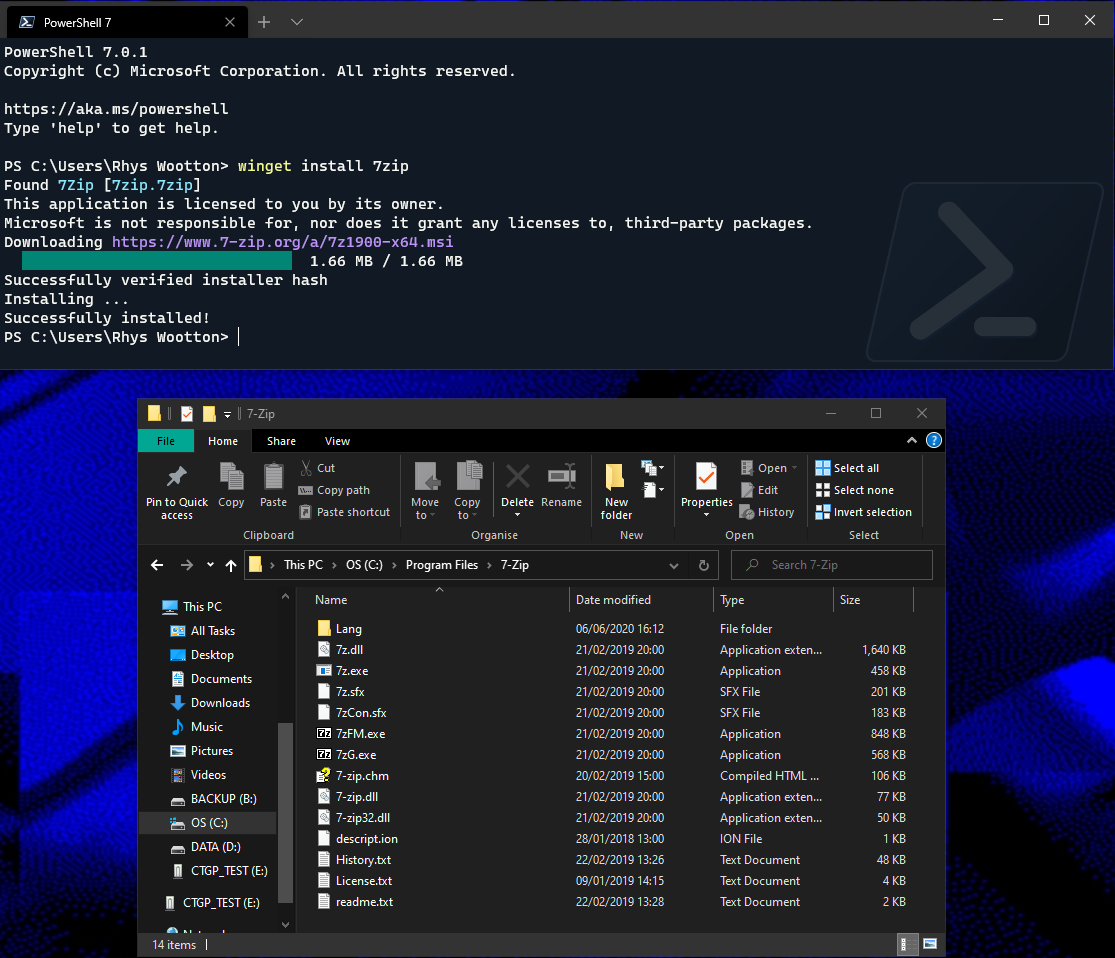 PowerShell 7
PowerShell 7.0.1
Copyright (c) Microsoft Corporation. All rights reserved.
https://aka.ms/powershell
Type 'help' to get help.
PS C:\Users\Rhys Wootton> winget install 7zip
Found 7Zip [7zip.7zip]
This application is licensed to you by its owner.
Microsoft is not responsible for, nor does it grant any licenses to, third-party packages.
Downloading https://www.7-zip.org/a/7z1900-x64.msi
1.66 MB / 1.66 MB
Successfully verified installer hash
Installing ...
Successfully installed!
PS C:\Users\Rhys Wootton>
7-Zip
File Home Share View
Pin to Quick access
Copy
Paste
Cut
Copy path
Paste shortcut
Clipboard
Move to
Copy to
Delete
Rename
Organise
New folder
New
Properties
Open
Edit
History
Open
Select all
Select none
Invert selection
Select
This PC > OS (C:) > Program Files > 7-Zip
Search 7-Zip
This PC
All Tasks
Desktop
Documents
Downloads
Music
Pictures
Videos
BACKUP (B:)
OS (C:)
DATA (D:)
CTGP_TEST (E:)
CTGP_TEST (E:)
Name Date modified Type Size
Lang 06/06/2020 16:12 File folder
7z.dll 21/02/2019 20:00 Application exten... 1,640 KB
7z.exe 21/02/2019 20:00 Application 458 KB
7z.sfx 21/02/2019 20:00 SFX File 201 KB
7zCon.sfx 21/02/2019 20:00 SFX File 183 KB
7zFM.exe 21/02/2019 20:00 Application 848 KB
7zG.exe 21/02/2019 20:00 Application 568 KB
7-zip.chm 20/02/2019 15:00 Compiled HTML ... 106 KB
7-zip.dll 21/02/2019 20:00 Application exten... 77 KB
7-zip32.dll 21/02/2019 20:00 Application exten... 50 KB
descript.ion 28/01/2018 13:00 ION File 1 KB
History.txt 22/02/2019 13:26 Text Document 48 KB
License.txt 09/01/2019 14:15 Text Document 4 KB
readme.txt 22/02/2019 13:28 Text Document 2 KB
14 items